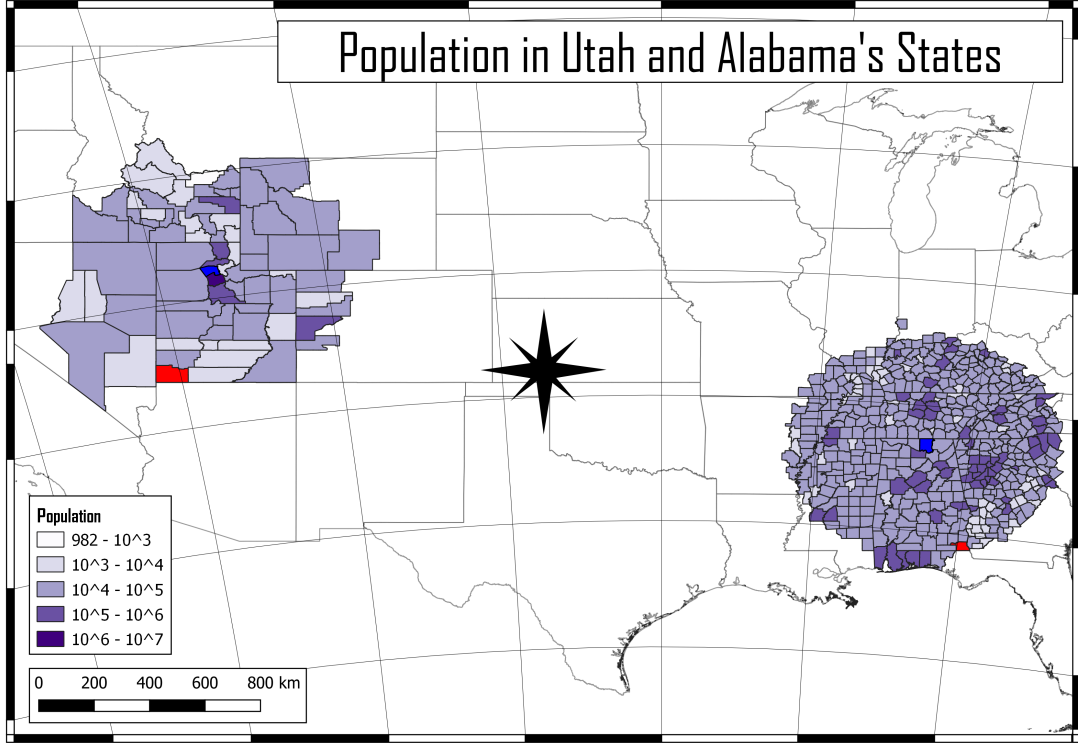 Population in Utah and Alabama's States
Population
982 - 10^3
10^3 - 10^4
10^4 - 10^5
10^5 - 10^6
10^6 - 10^7
0 200 400 600 800 km